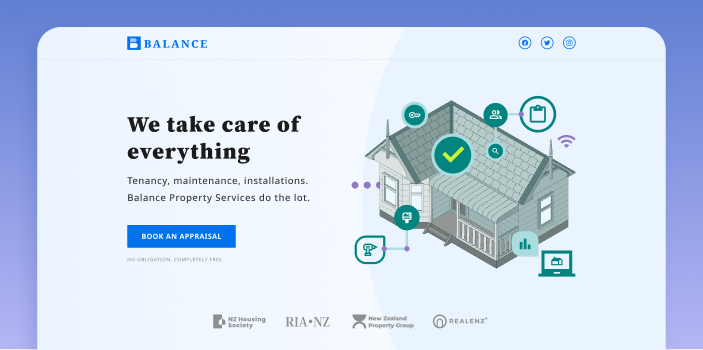 BALANCE
We take care of
everything
Tenancy, maintenance, installations.
Balance Property Services do the lot.
BOOK AN APPRAISAL
NO OBLIGATION, COMPLETELY FREE
NZ Housing
Society
RIA•NZ
New Zealand
Property Group
REALENZ